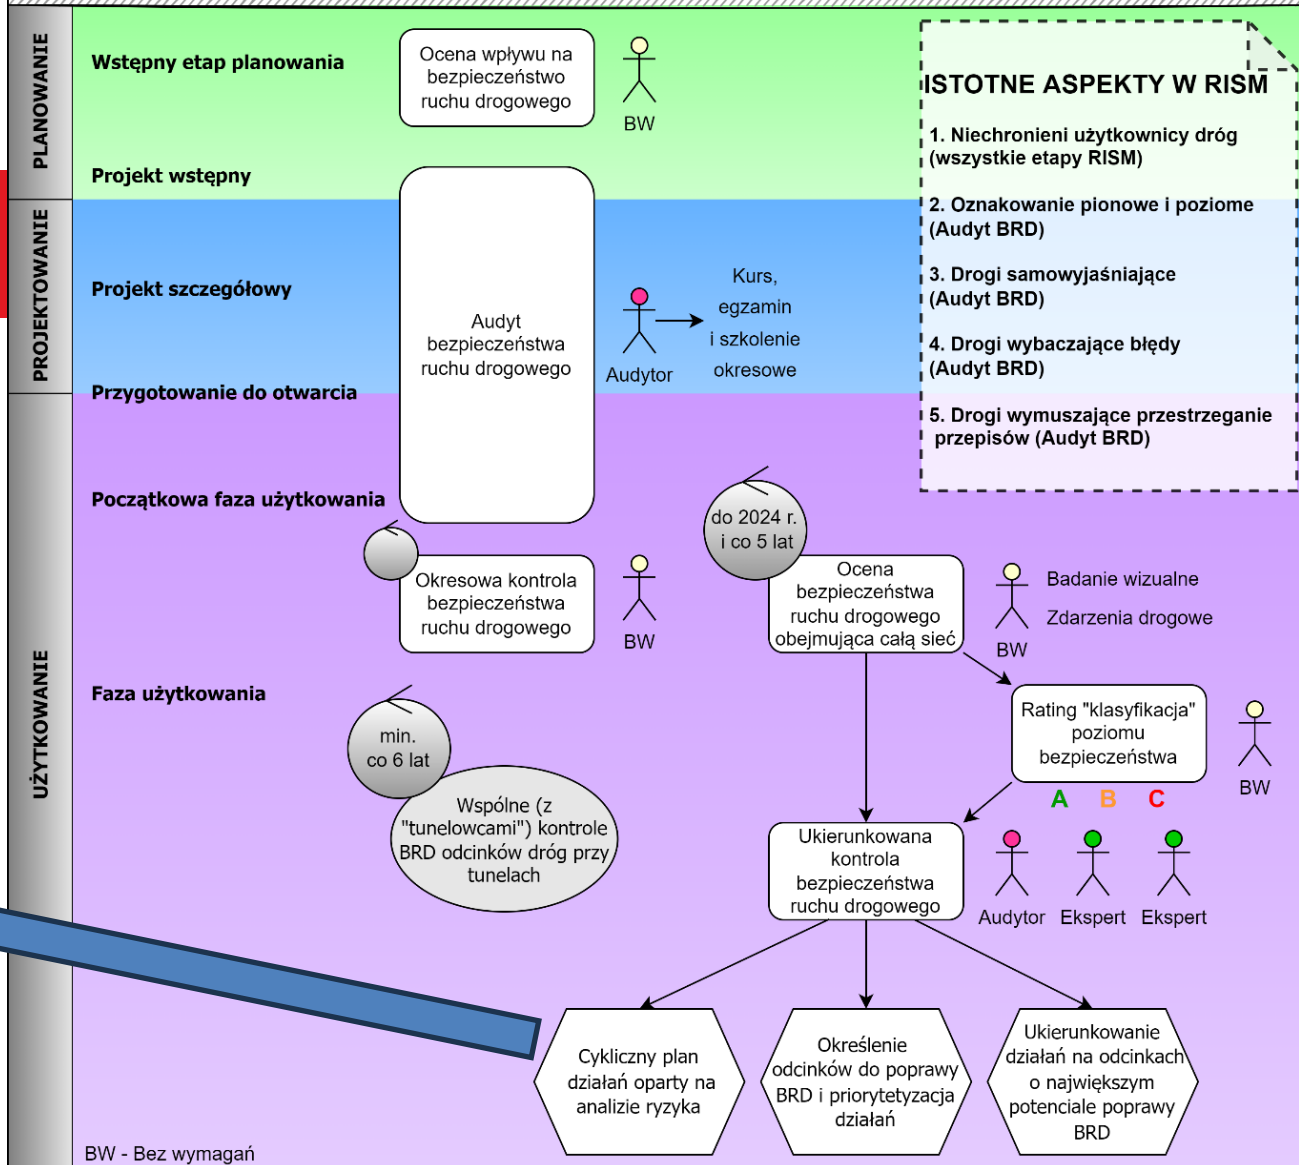 PLANOWANIE
Wstępny etap planowania
Ocena wpływu na
bezpieczeństwo
ruchu drogowego
BW
Projekt wstępny
ISTOTNE ASPEKTY W RISM
1. Niechronieni użytkownicy dróg
(wszystkie etapy RISM)
2. Oznakowanie pionowe i poziome
(Audyt BRD)
3. Drogi samowyjaśniające
(Audyt BRD)
4. Drogi wybaczające błędy
(Audyt BRD)
5. Drogi wymuszające przestrzeganie
przepisów (Audyt BRD)
PROJEKTOWANIE
Projekt szczegółowy
Audyt
bezpieczeństwa
ruchu drogowego
Audytor
Kurs,
egzamin
i szkolenie
okresowe
Przygotowanie do otwarcia
UŻYTKOWANIE
Początkowa faza użytkowania
Okresowa kontrola
bezpieczeństwa
ruchu drogowego
BW
do 2024 r.
i co 5 lat
Ocena
bezpieczeństwa
ruchu drogowego
obejmująca całą sieć
BW
Badanie wizualne
Zdarzenia drogowe
Faza użytkowania
min.
co 6 lat
Wspólne (z
"tunelowcami") kontrole
BRD odcinków dróg przy
tunelach
Rating "klasyfikacja"
poziomu
bezpieczeństwa
BW
A B C
Ukierunkowana
kontrola
bezpieczeństwa
ruchu drogowego
Audytor Ekspert Ekspert
Cykliczny plan
działań oparty na
analizie ryzyka
Określenie
odcinków do poprawy
BRD i priorytetyzacja
działań
Ukierunkowanie
działań na odcinkach
o największym
potenciale poprawy
BRD
BW - Bez wymagań